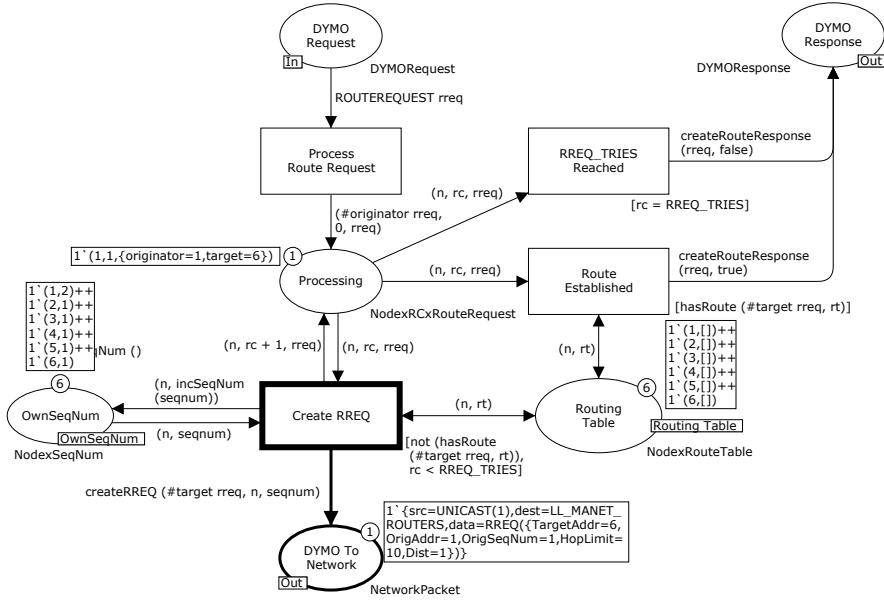 DYMO
Request
In
DYMORequest
DYMO
Response
Out
DYMOResponse
ROUTEREQUEST rreq
Process
Route Request
RREQ_TRIES
Reached
createRouteResponse
(rreq, false)
[rc = RREQ_TRIES]
(n, rc, rreq)
(#originator rreq,
0, rreq)
1`(1,1,{originator=1,target=6})
1
Processing
NodexRCxRouteRequest
(n, rc, rreq)
Route
Established
createRouteResponse
(rreq, true)
[hasRoute (#target rreq, rt)]
1`(1,2)++
1`(2,1)++
1`(3,1)++
1`(4,1)++
1`(5,1)++
1`(6,1)
qNum ()
(n, rc + 1, rreq)
(n, rc, rreq)
(n, rt)
1`(1,[])++
1`(2,[])++
1`(3,[])++
1`(4,[])++
1`(5,[])++
1`(6,[])
6
OwnSeqNum
OwnSeqNum
NodexSeqNum
(n, incSeqNum
(seqnum))
(n, seqnum)
Create RREQ
(n, rt)
6
Routing
Table
Routing Table
NodexRouteTable
[not (hasRoute
(#target rreq, rt)),
rc < RREQ_TRIES]
createRREQ (#target rreq, n, seqnum)
1
DYMO To
Network
Out
NetworkPacket
1`{src=UNICAST(1),dest=LL_MANET_
ROUTERS,data=RREQ({TargetAddr=6,
OrigAddr=1,OrigSeqNum=1,HopLimit=
10,Dist=1})}